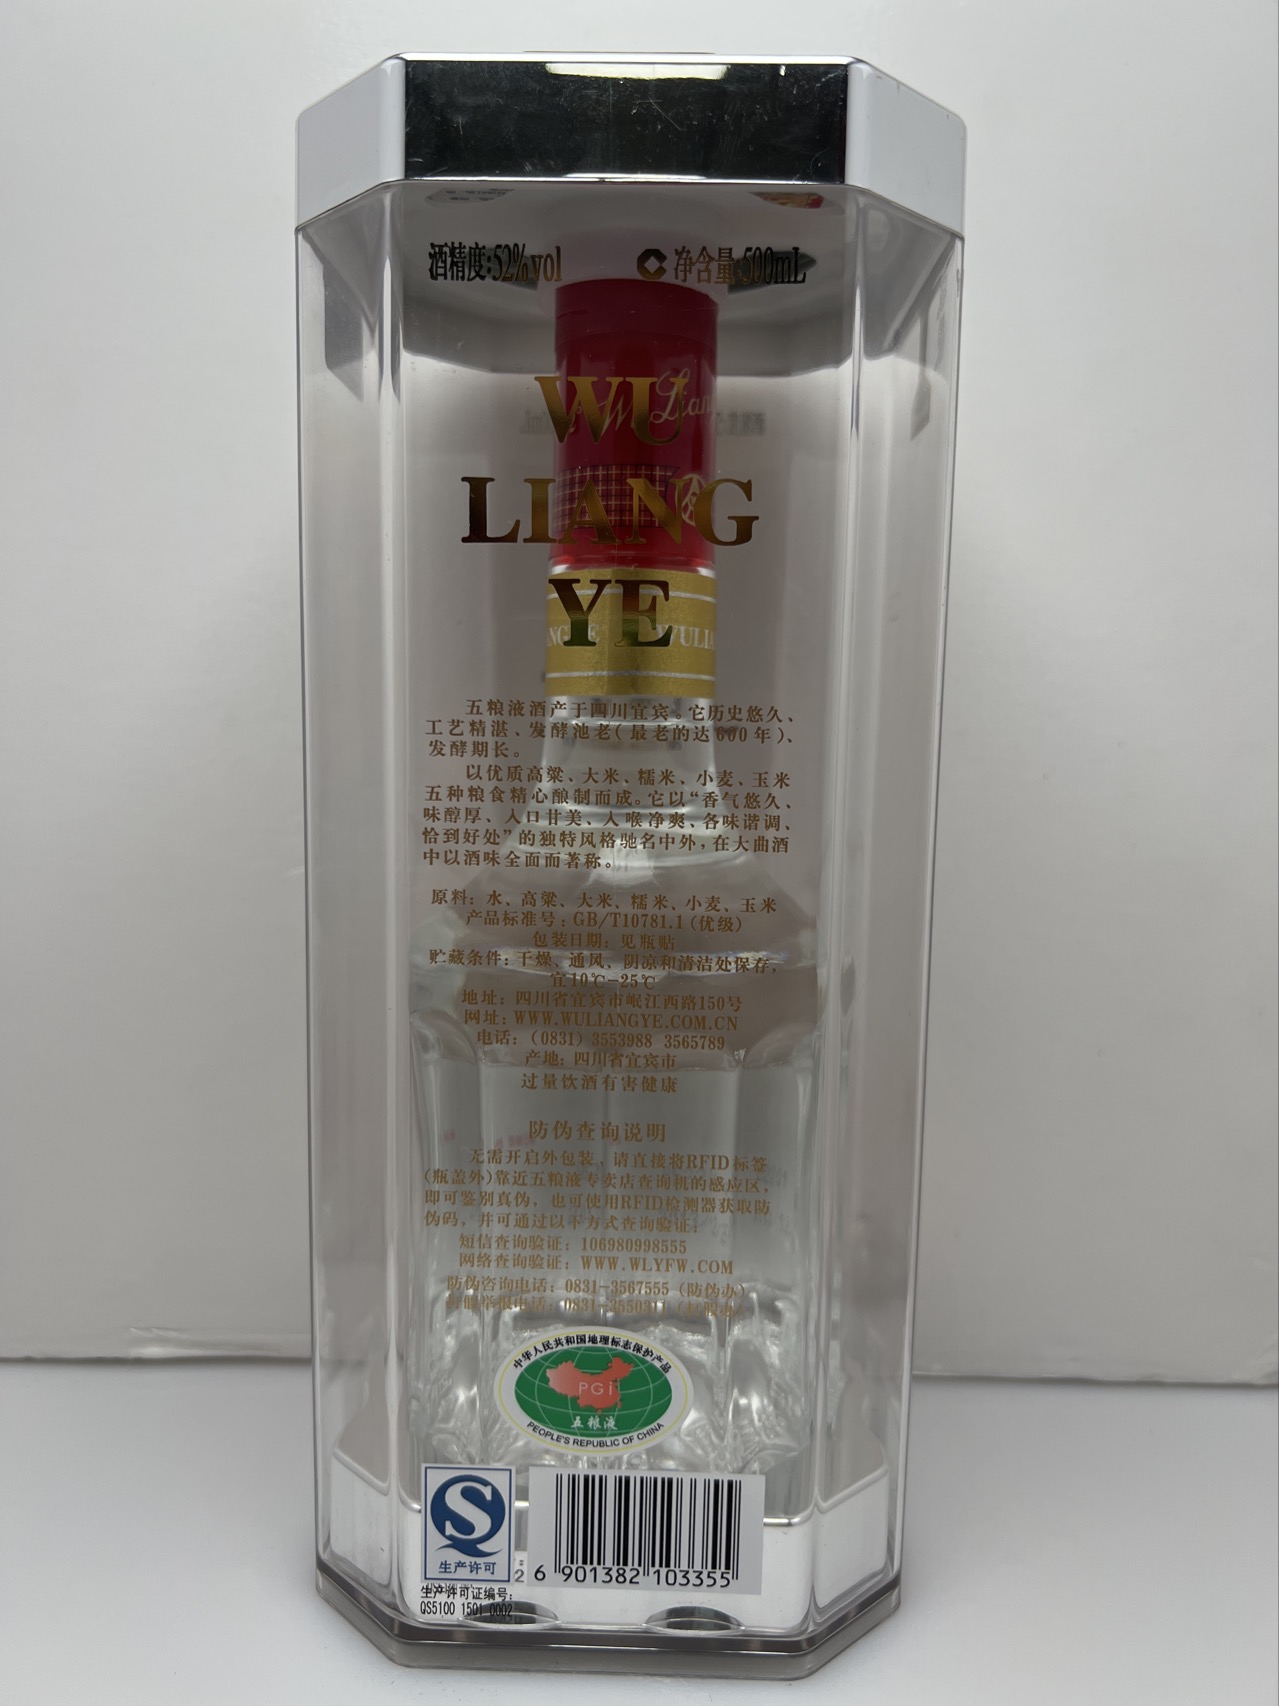 酒精度:52%vol 净含量:500mL
WU
LIANG
YE
五粮液酒产于四川宜宾。它历史悠久、
工艺精湛、发酵池老(最老的达600年)、
发酵期长。
以优质高粱、大米、糯米、小麦、玉米
五种粮食精心酿制而成。它以“香气悠久、
味醇厚、入口甘美、入喉净爽、各味谐调、
恰到好处”的独特风格驰名中外,在大曲酒
中以酒味全面而著称。
原料: 水、高粱、大米、糯米、小麦、玉米
产品标准号: GB/T10781.1(优级)
包装日期: 见瓶贴
贮藏条件: 干燥、通风、阴凉和清洁处保存,
宜10℃-25℃
地址: 四川省宜宾市岷江西路150号
网址: WWW.WULIANGYE.COM.CN
电话: (0831) 3553988 3565789
产地: 四川省宜宾市
过量饮酒有害健康
防伪查询说明
无需开启外包装, 请直接将RFID标签
(瓶盖外)靠近五粮液专卖店查询机的感应区,
即可鉴别真伪, 也可使用RFID检测器获取防
伪码, 并可通过以下方式查询验证:
短信查询验证: 106980998555
网络查询验证: WWW.WLYFW.COM
防伪咨询电话: 0831-3567555 (防伪办)
打假举报电话: 0831-3550311 (打假办)
中华人民共和国地理标志保护产品
PGi
五粮液
PEOPLE'S REPUBLIC OF CHINA
生产许可
6 901382 103355
生产许可证编号:
QS5100 1501 0002